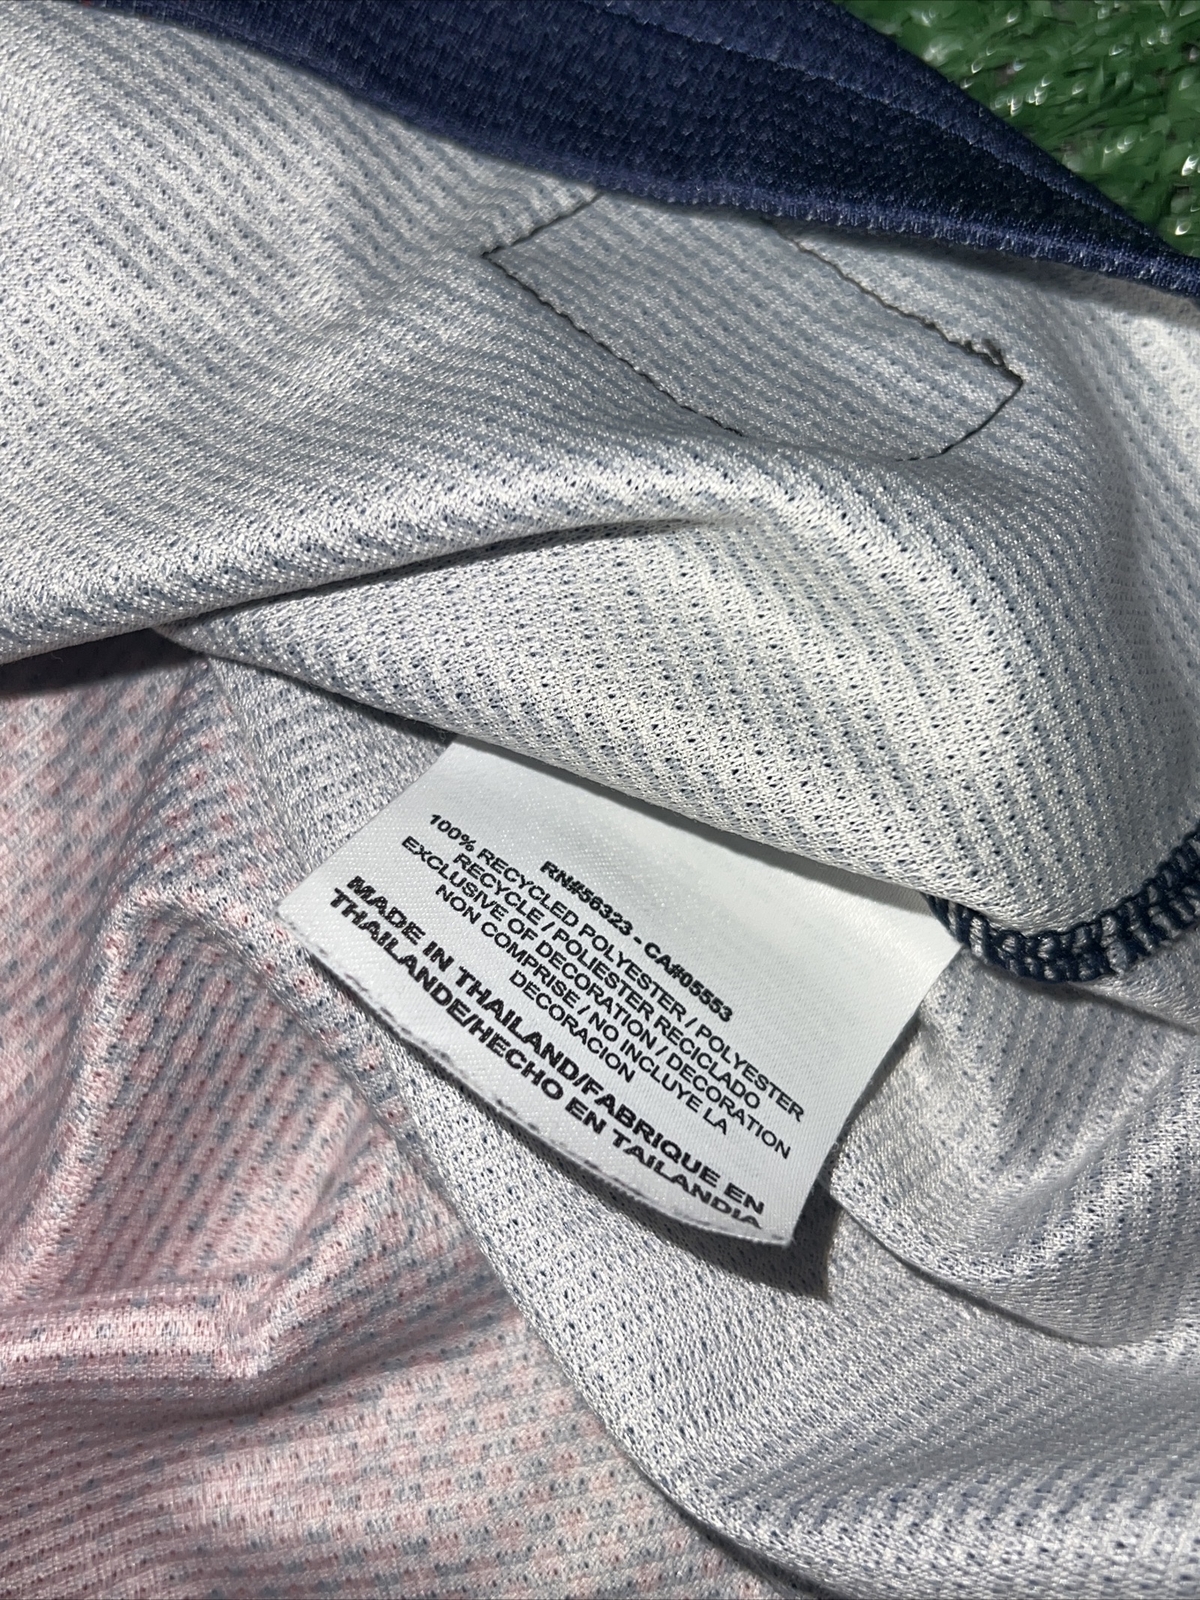 RN#56323 - CA#05553
100% RECYCLED POLYESTER / POLYESTER
RECYCLE / POLIESTER RECICLADO
EXCLUSIVE OF DECORATION / DECORATION
NON COMPRISE / NO INCLUYE LA
DECORACION
MADE IN THAILAND/FABRIQUE EN
THAILANDE/HECHO EN TAILANDIA